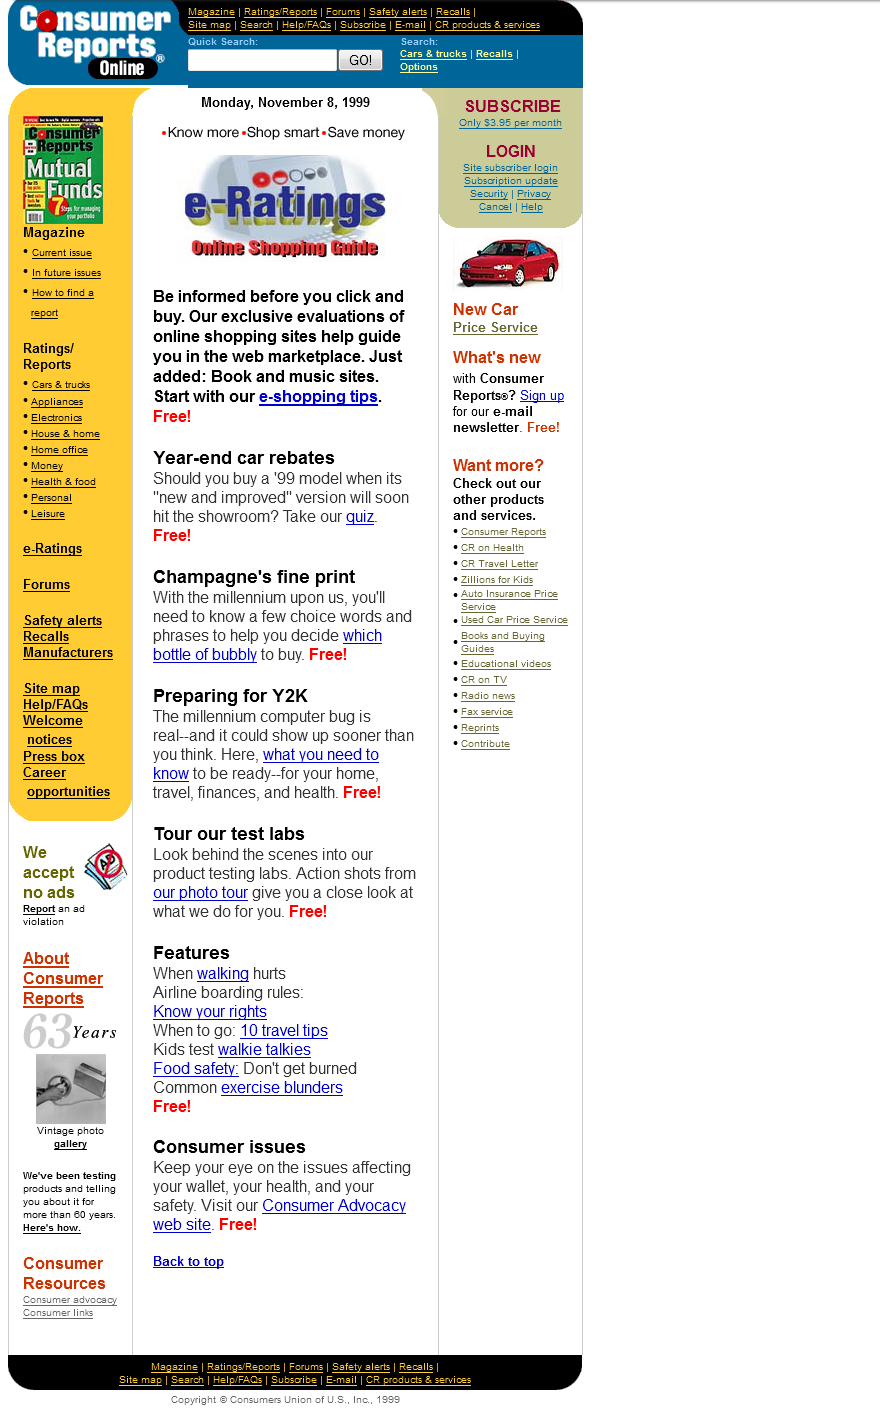 Consumer
Reports®
Online
Magazine | Ratings/Reports | Forums | Safety alerts | Recalls |
Site map | Search | Help/FAQs | Subscribe | E-mail | CR products & services
Quick Search:
GO!
Search:
Cars & trucks | Recalls |
Options
Consumer
Reports
Mutual
Funds
7
Steps for managing
your portfolio
Magazine
• Current issue
• In future issues
• How to find a
report
Ratings/
Reports
• Cars & trucks
• Appliances
• Electronics
• House & home
• Home office
• Money
• Health & food
• Personal
• Leisure
e-Ratings
Forums
Safety alerts
Recalls
Manufacturers
Site map
Help/FAQs
Welcome
notices
Press box
Career
opportunities
We
accept
no ads
AD
Report an ad
violation
About
Consumer
Reports
63 Years
Vintage photo
gallery
We've been testing
products and telling
you about it for
more than 60 years.
Here's how.
Consumer
Resources
Consumer advocacy
Consumer links
Monday, November 8, 1999
•Know more •Shop smart •Save money
e-Ratings
Online Shopping Guide
Be informed before you click and
buy. Our exclusive evaluations of
online shopping sites help guide
you in the web marketplace. Just
added: Book and music sites.
Start with our e-shopping tips.
Free!
Year-end car rebates
Should you buy a '99 model when its
"new and improved" version will soon
hit the showroom? Take our quiz.
Free!
Champagne's fine print
With the millennium upon us, you'll
need to know a few choice words and
phrases to help you decide which
bottle of bubbly to buy. Free!
Preparing for Y2K
The millennium computer bug is
real--and it could show up sooner than
you think. Here, what you need to
know to be ready--for your home,
travel, finances, and health. Free!
Tour our test labs
Look behind the scenes into our
product testing labs. Action shots from
our photo tour give you a close look at
what we do for you. Free!
Features
When walking hurts
Airline boarding rules:
Know your rights
When to go: 10 travel tips
Kids test walkie talkies
Food safety: Don't get burned
Common exercise blunders
Free!
Consumer issues
Keep your eye on the issues affecting
your wallet, your health, and your
safety. Visit our Consumer Advocacy
web site. Free!
Back to top
SUBSCRIBE
Only $3.95 per month
LOGIN
Site subscriber login
Subscription update
Security | Privacy
Cancel | Help
New Car
Price Service
What's new
with Consumer
Reports®? Sign up
for our e-mail
newsletter. Free!
Want more?
Check out our
other products
and services.
• Consumer Reports
• CR on Health
• CR Travel Letter
• Zillions for Kids
• Auto Insurance Price
Service
• Used Car Price Service
• Books and Buying
Guides
• Educational videos
• CR on TV
• Radio news
• Fax service
• Reprints
• Contribute
Magazine | Ratings/Reports | Forums | Safety alerts | Recalls |
Site map | Search | Help/FAQs | Subscribe | E-mail | CR products & services
Copyright © Consumers Union of U.S., Inc., 1999